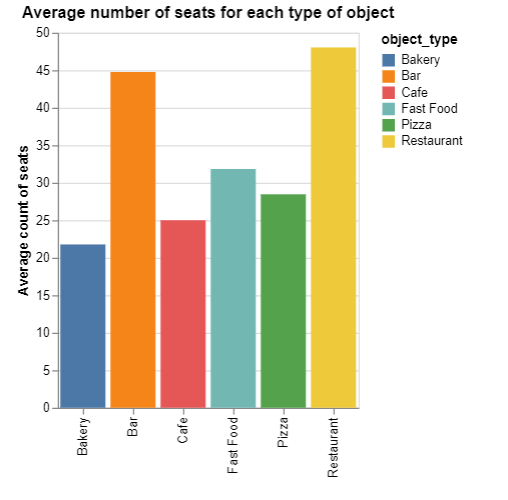 Average number of seats for each type of object
object_type
Bakery
Bar
Cafe
Fast Food
Pizza
Restaurant
Average count of seats
50
45
40
35
30
25
20
15
10
5
0
Bakery
Bar
Cafe
Fast Food
Pizza
Restaurant